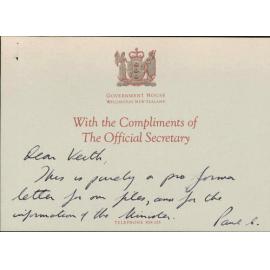 GOVERNMENT HOUSE
WELLINGTON NEW ZEALAND
With the Compliments of
The Official Secretary
Dear Keith,
This is purely a pro forma
letter for our files, and for the
information of the Minister.
Paul C.
TELEPHONE